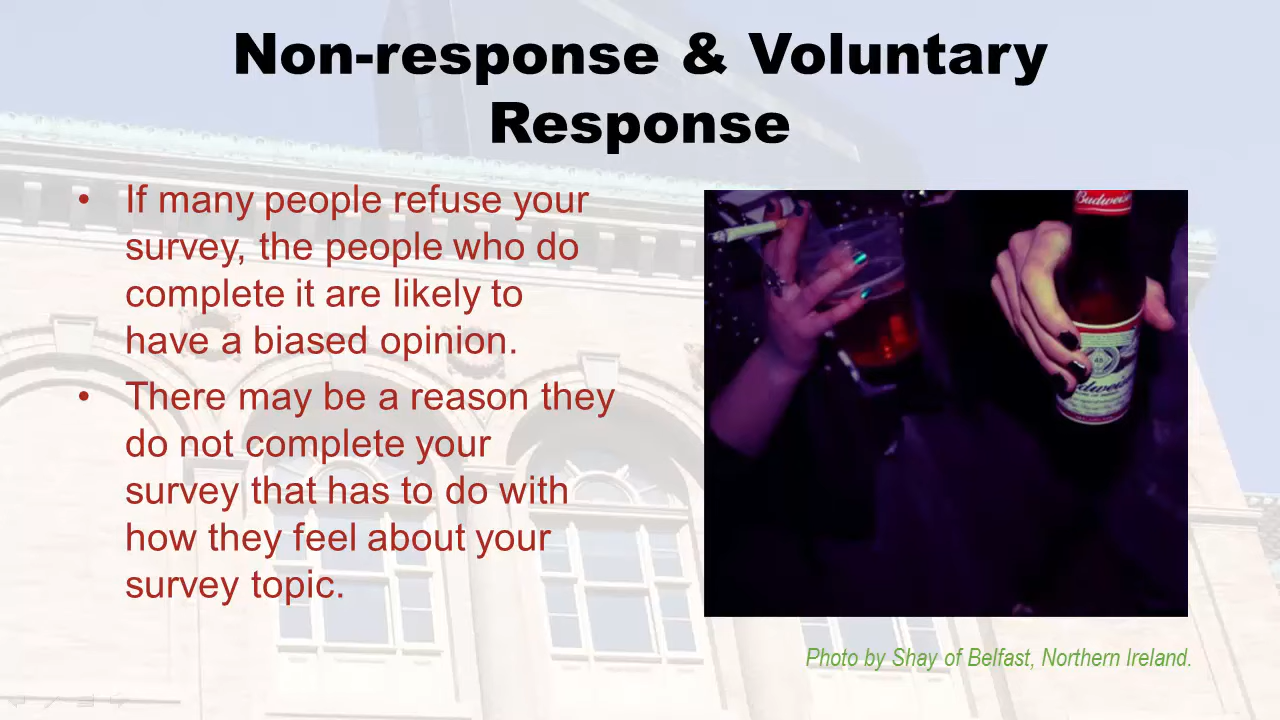 Non-response & Voluntary
Response
• If many people refuse your
survey, the people who do
complete it are likely to
have a biased opinion.
• There may be a reason they
do not complete your
survey that has to do with
how they feel about your
survey topic.
Photo by Shay of Belfast, Northern Ireland.